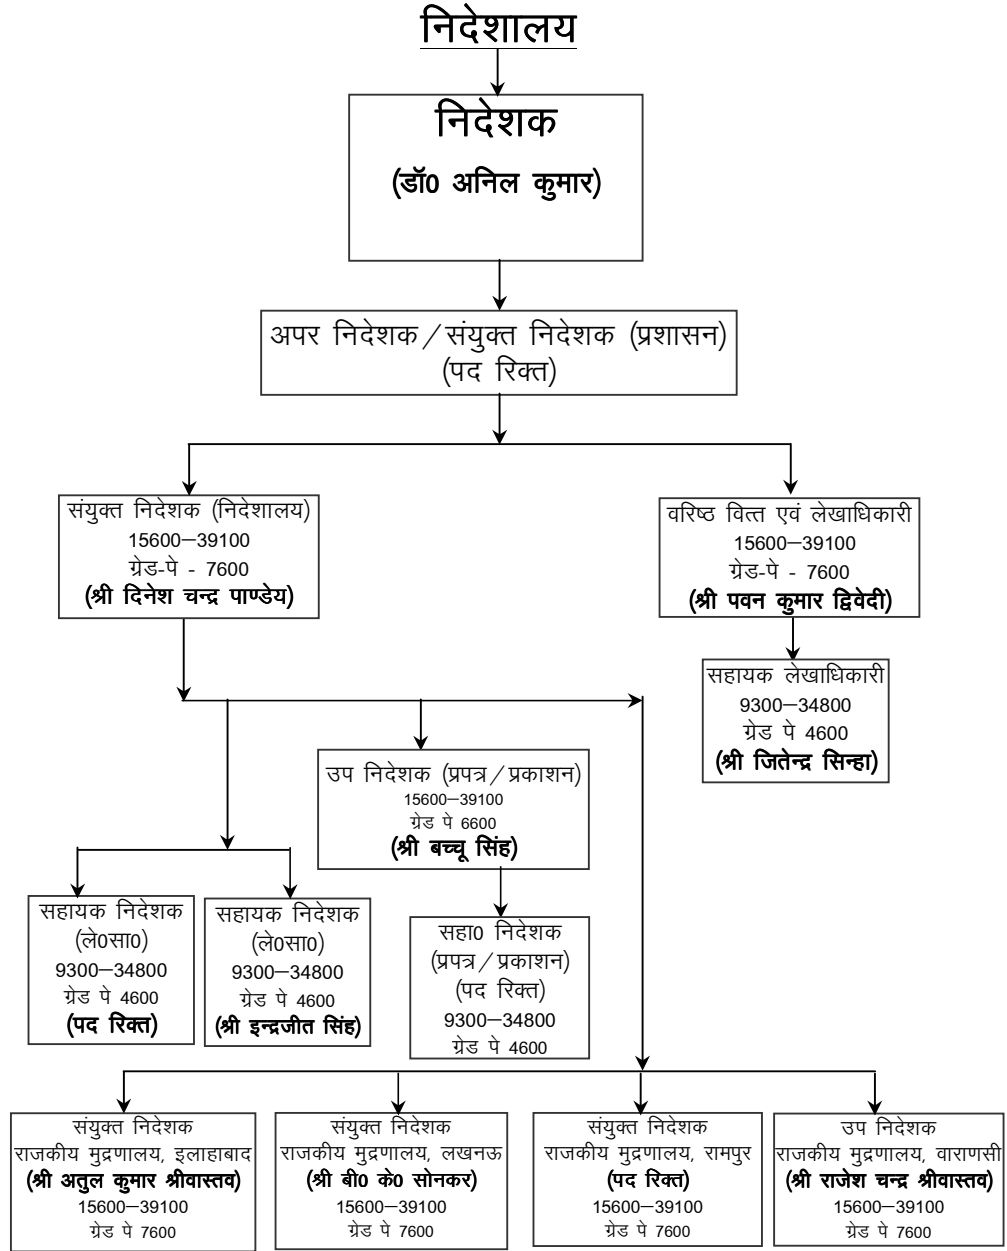 निदेशालय
निदेशक
(डॉ0 अनिल कुमार)
अपर निदेशक/संयुक्त निदेशक (प्रशासन)
(पद रिक्त)
संयुक्त निदेशक (निदेशालय)
15600–39100
ग्रेड-पे - 7600
(श्री दिनेश चन्द्र पाण्डेय)
वरिष्ठ वित्त एवं लेखाधिकारी
15600–39100
ग्रेड-पे - 7600
(श्री पवन कुमार द्विवेदी)
सहायक लेखाधिकारी
9300–34800
ग्रेड पे 4600
(श्री जितेन्द्र सिन्हा)
उप निदेशक (प्रपत्र/प्रकाशन)
15600–39100
ग्रेड पे 6600
(श्री बच्चू सिंह)
सहायक निदेशक
(ले0सा0)
9300–34800
ग्रेड पे 4600
(पद रिक्त)
सहायक निदेशक
(ले0सा0)
9300–34800
ग्रेड पे 4600
(श्री इन्द्रजीत सिंह)
सहा0 निदेशक
(प्रपत्र/प्रकाशन)
(पद रिक्त)
9300–34800
ग्रेड पे 4600
संयुक्त निदेशक
राजकीय मुद्रणालय, इलाहाबाद
(श्री अतुल कुमार श्रीवास्तव)
15600–39100
ग्रेड पे 7600
संयुक्त निदेशक
राजकीय मुद्रणालय, लखनऊ
(श्री बी0 के0 सोनकर)
15600–39100
ग्रेड पे 7600
संयुक्त निदेशक
राजकीय मुद्रणालय, रामपुर
(पद रिक्त)
15600–39100
ग्रेड पे 7600
उप निदेशक
राजकीय मुद्रणालय, वाराणसी
(श्री राजेश चन्द्र श्रीवास्तव)
15600–39100
ग्रेड पे 7600